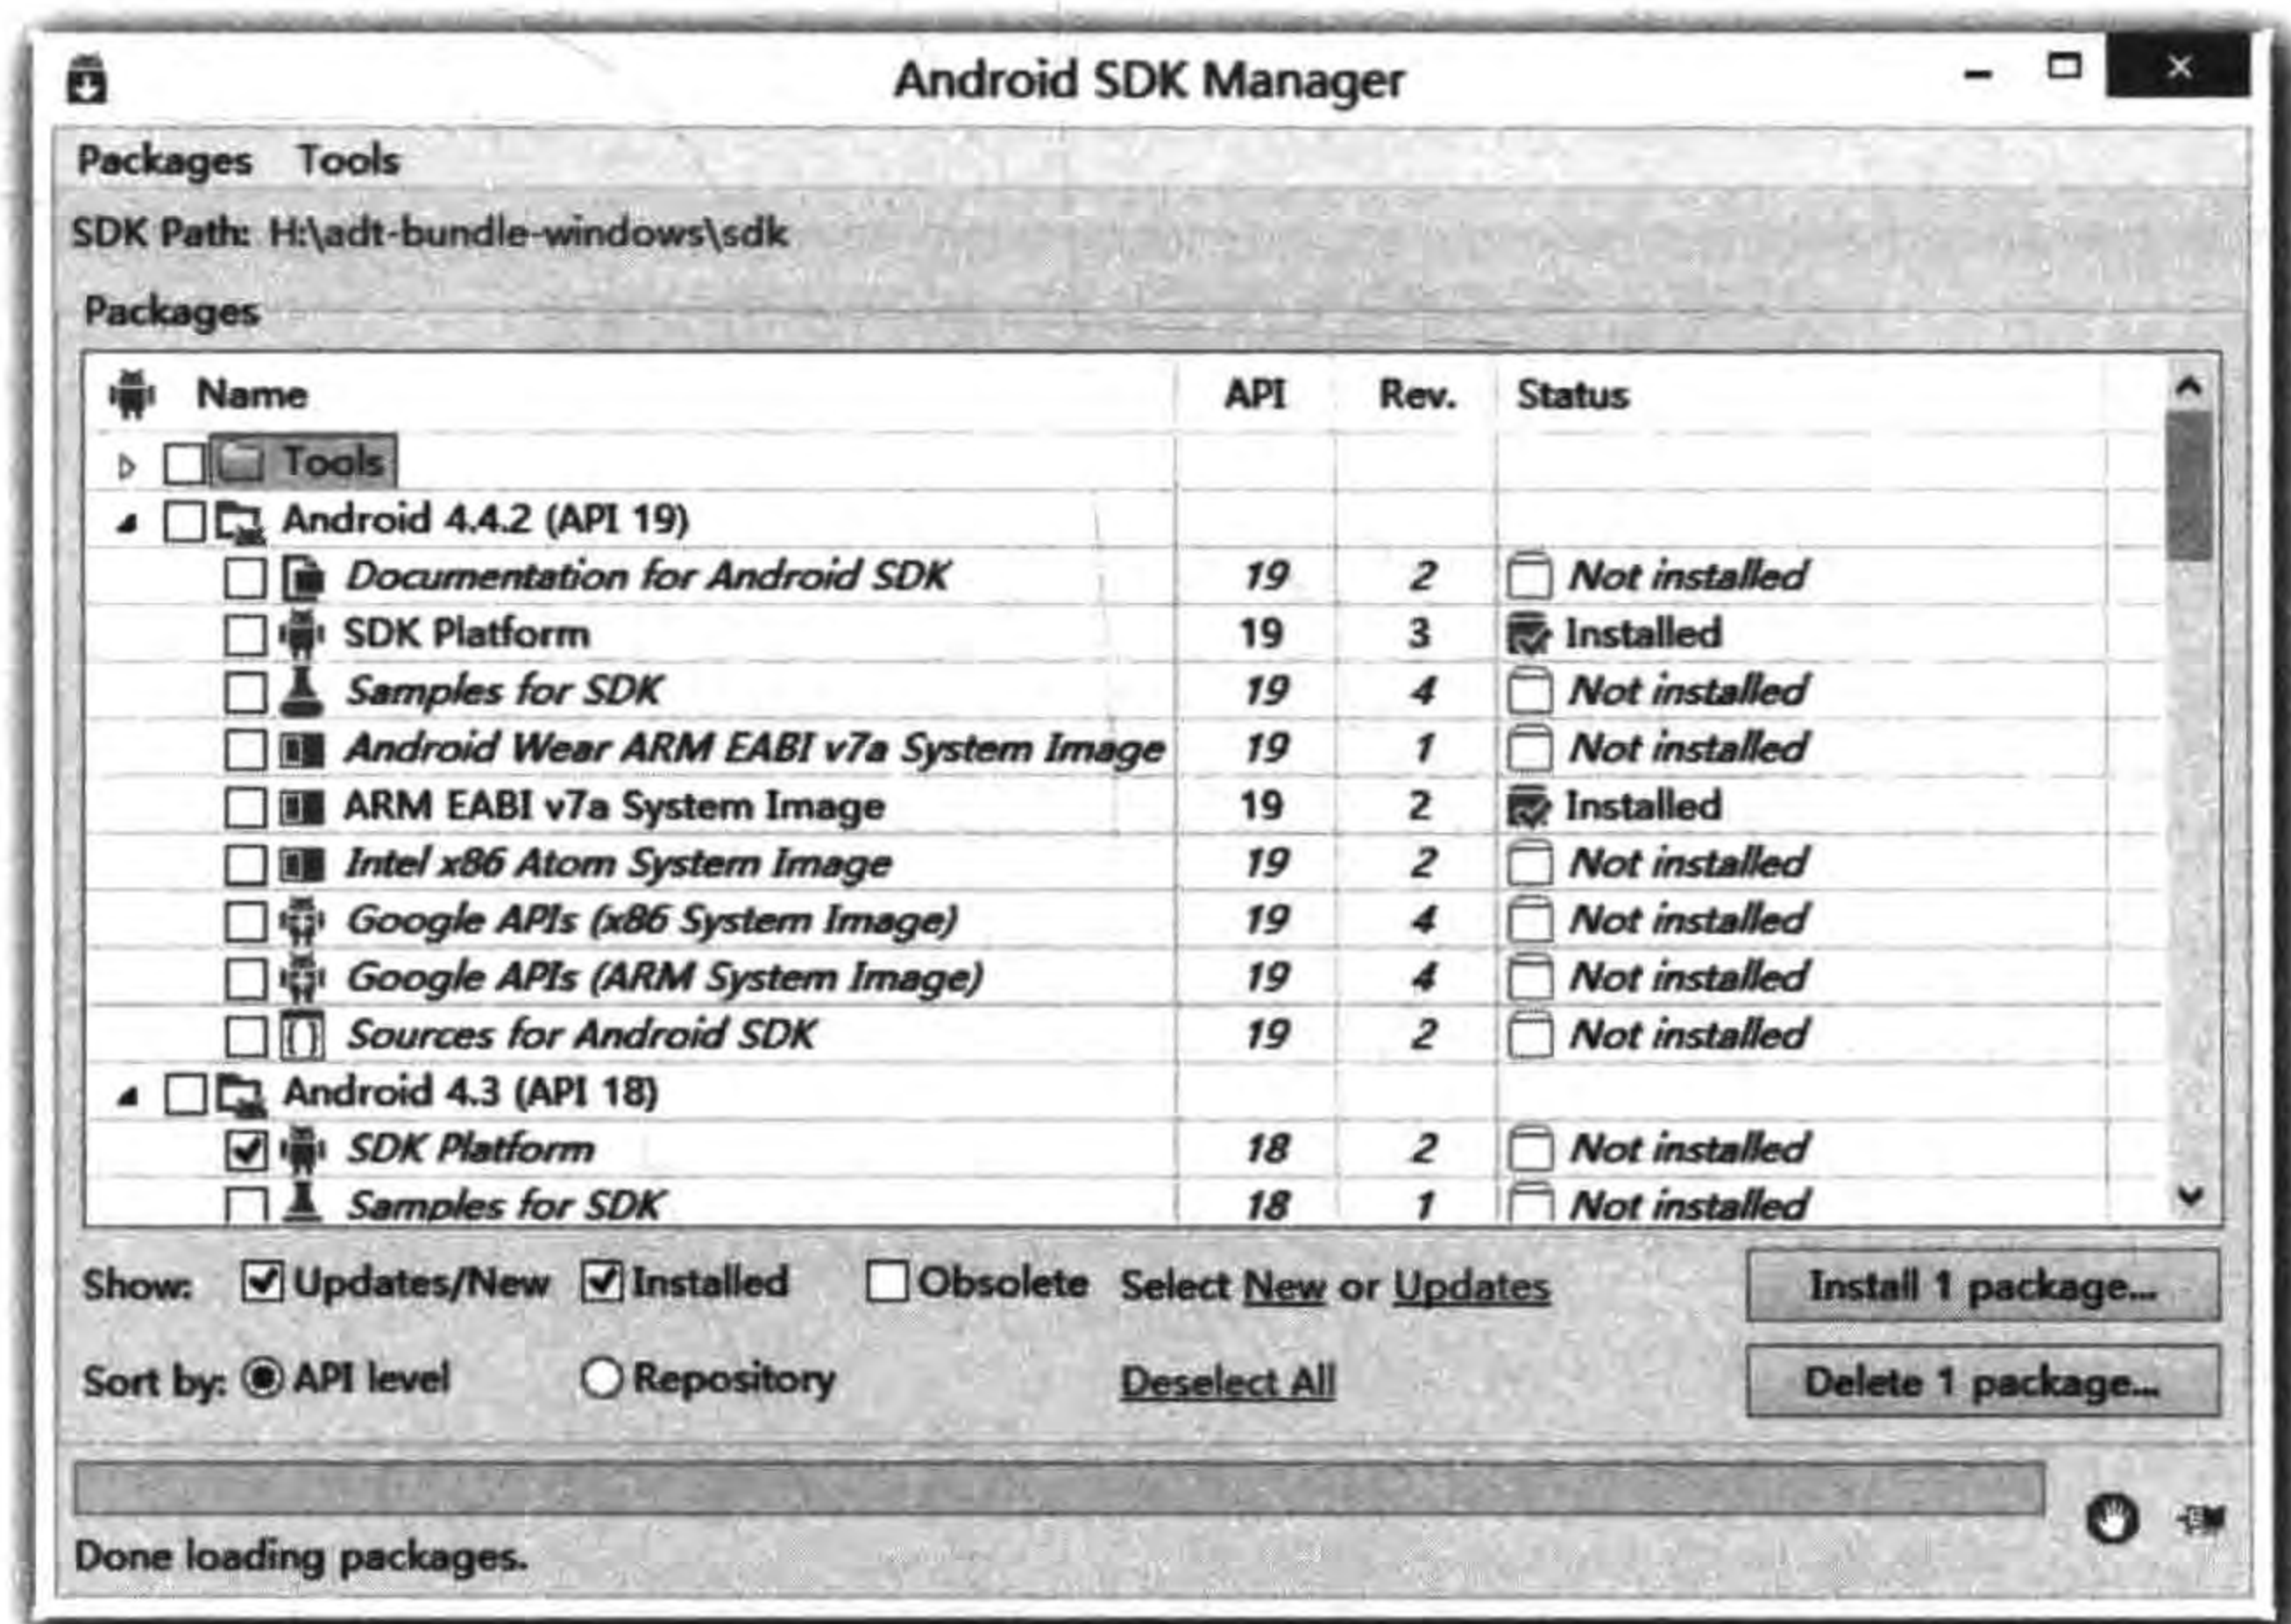 Android SDK Manager
Packages Tools
SDK Path: H:\adt-bundle-windows\sdk
Packages
Name API Rev. Status
Tools
Android 4.4.2 (API 19)
Documentation for Android SDK 19 2 Not installed
SDK Platform 19 3 Installed
Samples for SDK 19 4 Not installed
Android Wear ARM EABI v7a System Image 19 1 Not installed
ARM EABI v7a System Image 19 2 Installed
Intel x86 Atom System Image 19 2 Not installed
Google APIs (x86 System Image) 19 4 Not installed
Google APIs (ARM System Image) 19 4 Not installed
Sources for Android SDK 19 2 Not installed
Android 4.3 (API 18)
SDK Platform 18 2 Not installed
Samples for SDK 18 1 Not installed
Show: Updates/New Installed Obsolete Select New or Updates Install 1 package...
Sort by: API level Repository Deselect All Delete 1 package...
Done loading packages.